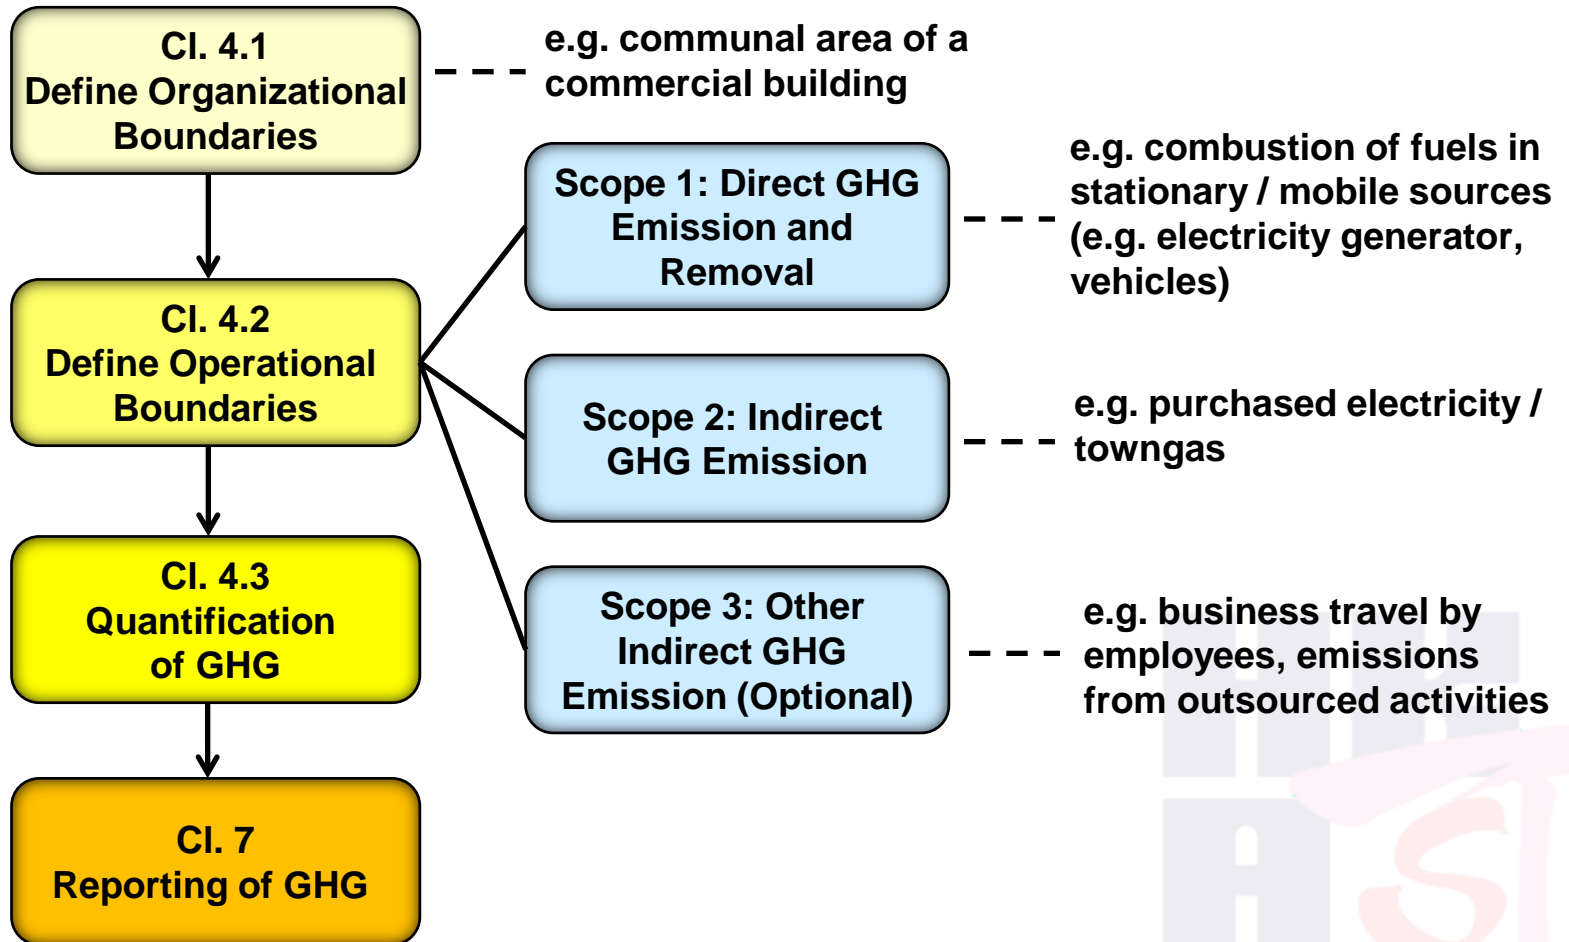 Cl. 4.1
Define Organizational
Boundaries
e.g. communal area of a
commercial building
Cl. 4.2
Define Operational
Boundaries
Scope 1: Direct GHG
Emission and
Removal
e.g. combustion of fuels in
stationary / mobile sources
(e.g. electricity generator,
vehicles)
Scope 2: Indirect
GHG Emission
e.g. purchased electricity /
towngas
Scope 3: Other
Indirect GHG
Emission (Optional)
e.g. business travel by
employees, emissions
from outsourced activities
Cl. 4.3
Quantification
of GHG
Cl. 7
Reporting of GHG
HK
AST